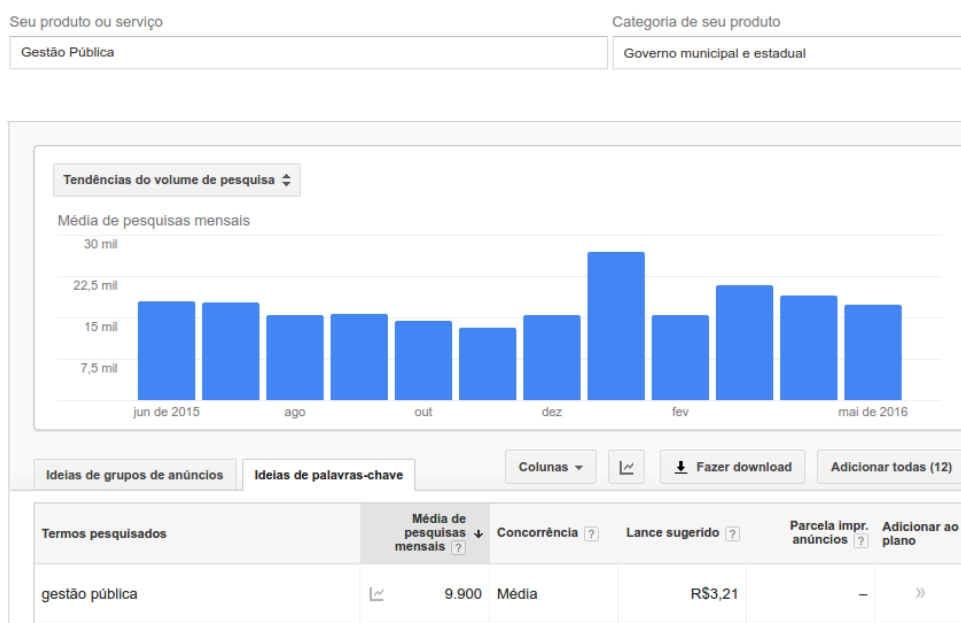 Seu produto ou serviço
Categoria de seu produto
Gestão Pública
Governo municipal e estadual
Tendências do volume de pesquisa
Média de pesquisas mensais
30 mil
22,5 mil
15 mil
7,5 mil
jun de 2015 ago out dez fev mai de 2016
Ideias de grupos de anúncios
Ideias de palavras-chave
Colunas
Fazer download
Adicionar todas (12)
Termos pesquisados
Média de
pesquisas
mensais ?
Concorrência ?
Lance sugerido ?
Parcela impr.
anúncios ?
Adicionar ao
plano
gestão pública 9.900 Média R$3,21 – »